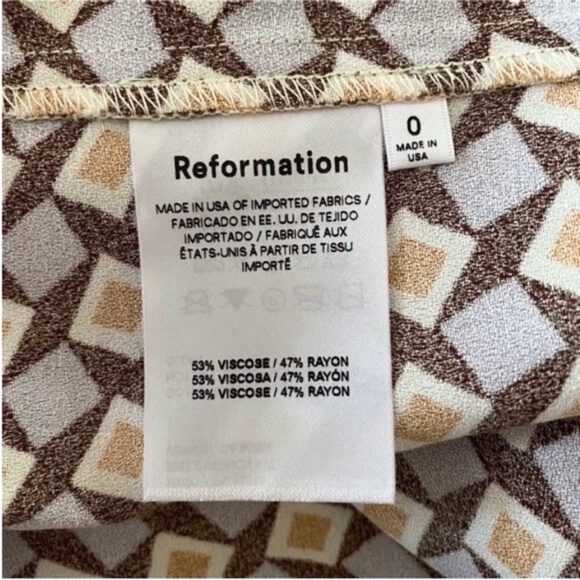 Reformation
MADE IN USA OF IMPORTED FABRICS /
FABRICADO EN EE. UU. DE TEJIDO
IMPORTADO / FABRIQUÉ AUX
ÉTATS-UNIS À PARTIR DE TISSU
IMPORTÉ
53% VISCOSE / 47% RAYON
53% VISCOSA / 47% RAYÓN
53% VISCOSE / 47% RAYON
0
MADE IN
USA